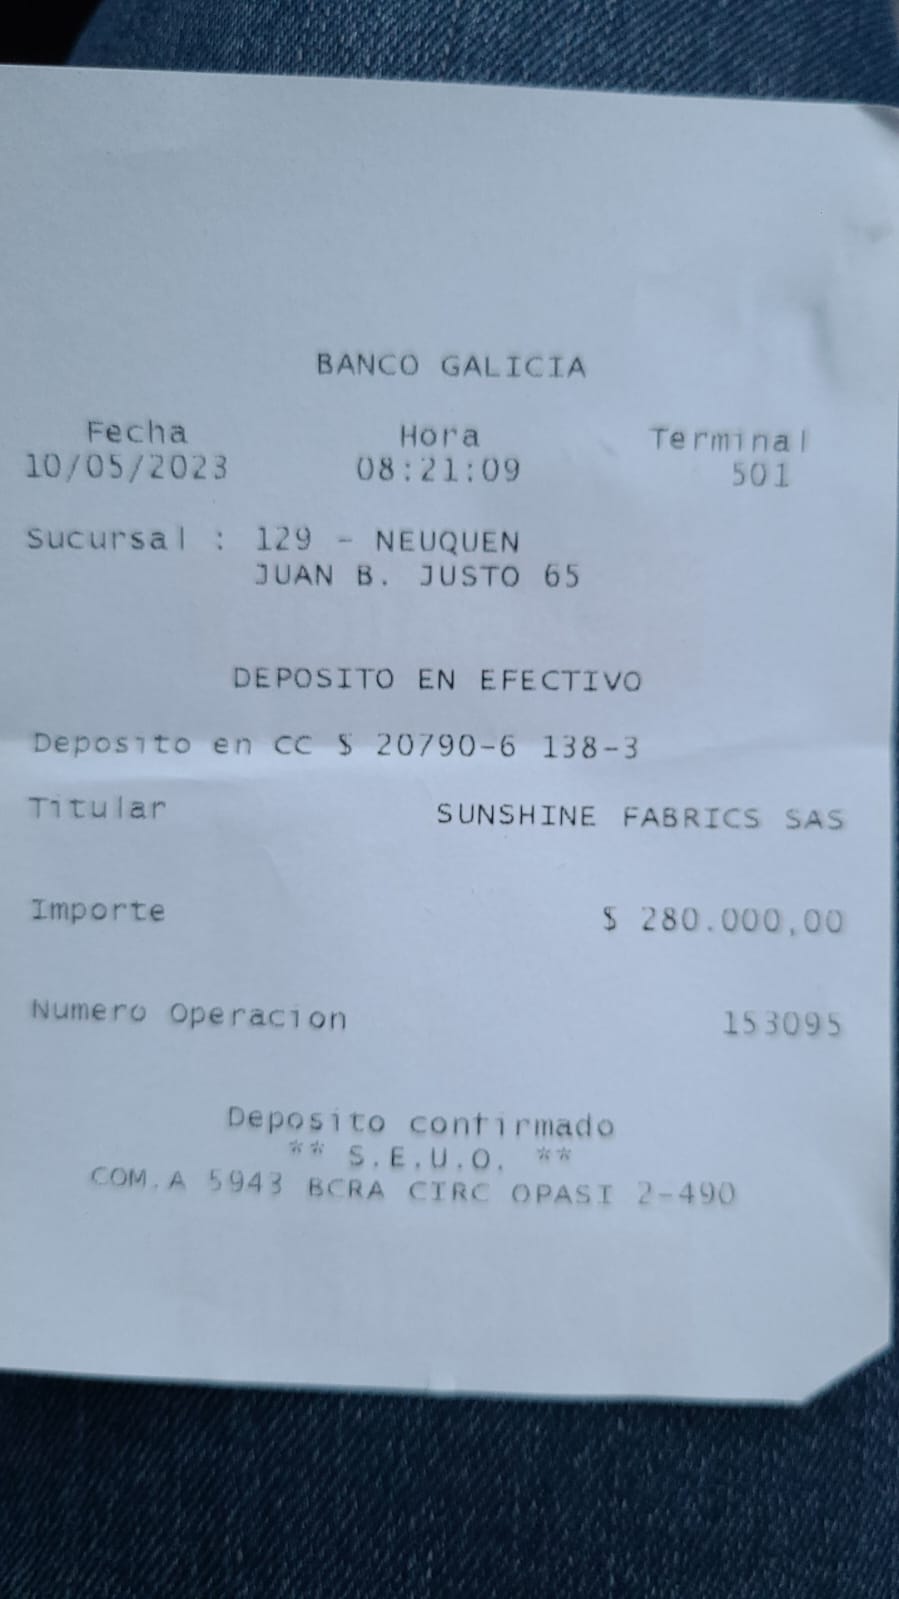 BANCO GALICIA
Fecha Hora Terminal
10/05/2023 08:21:09 501
Sucursal : 129 - NEUQUEN
JUAN B. JUSTO 65
DEPOSITO EN EFECTIVO
Deposito en CC $ 20790-6 138-3
Titular SUNSHINE FABRICS SAS
Importe $ 280.000,00
Numero Operacion 153095
Deposito confirmado
** S.E.U.O. **
COM.A 5943 BCRA CIRC OPASI 2-490